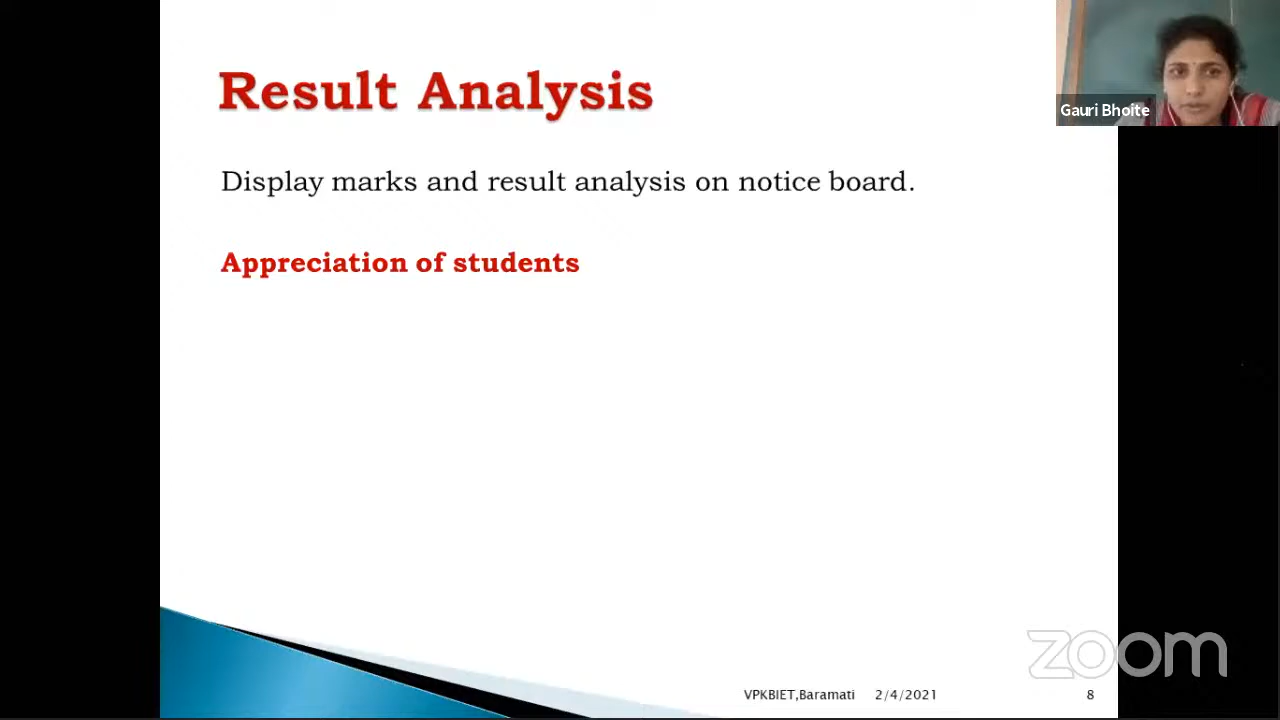 Result Analysis
Gauri Bhoite
Display marks and result analysis on notice board.
Appreciation of students
zoom
VPKBIET,Baramati 2/4/2021 8